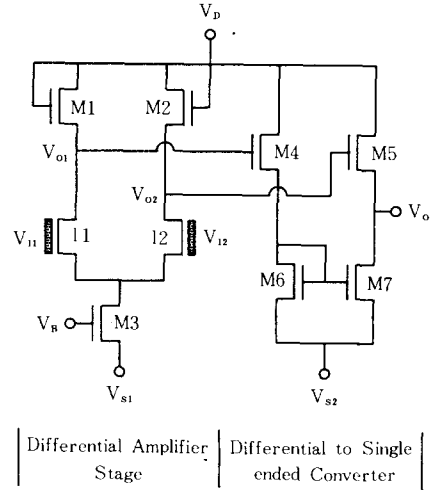 V_D
M1
M2
V_o1
M4
M5
V_o2
V_o
V_I1
I1
I2
V_I2
M6
M7
V_B
M3
V_S1
V_S2
Differential Amplifier
Stage
Differential to Single
ended Converter